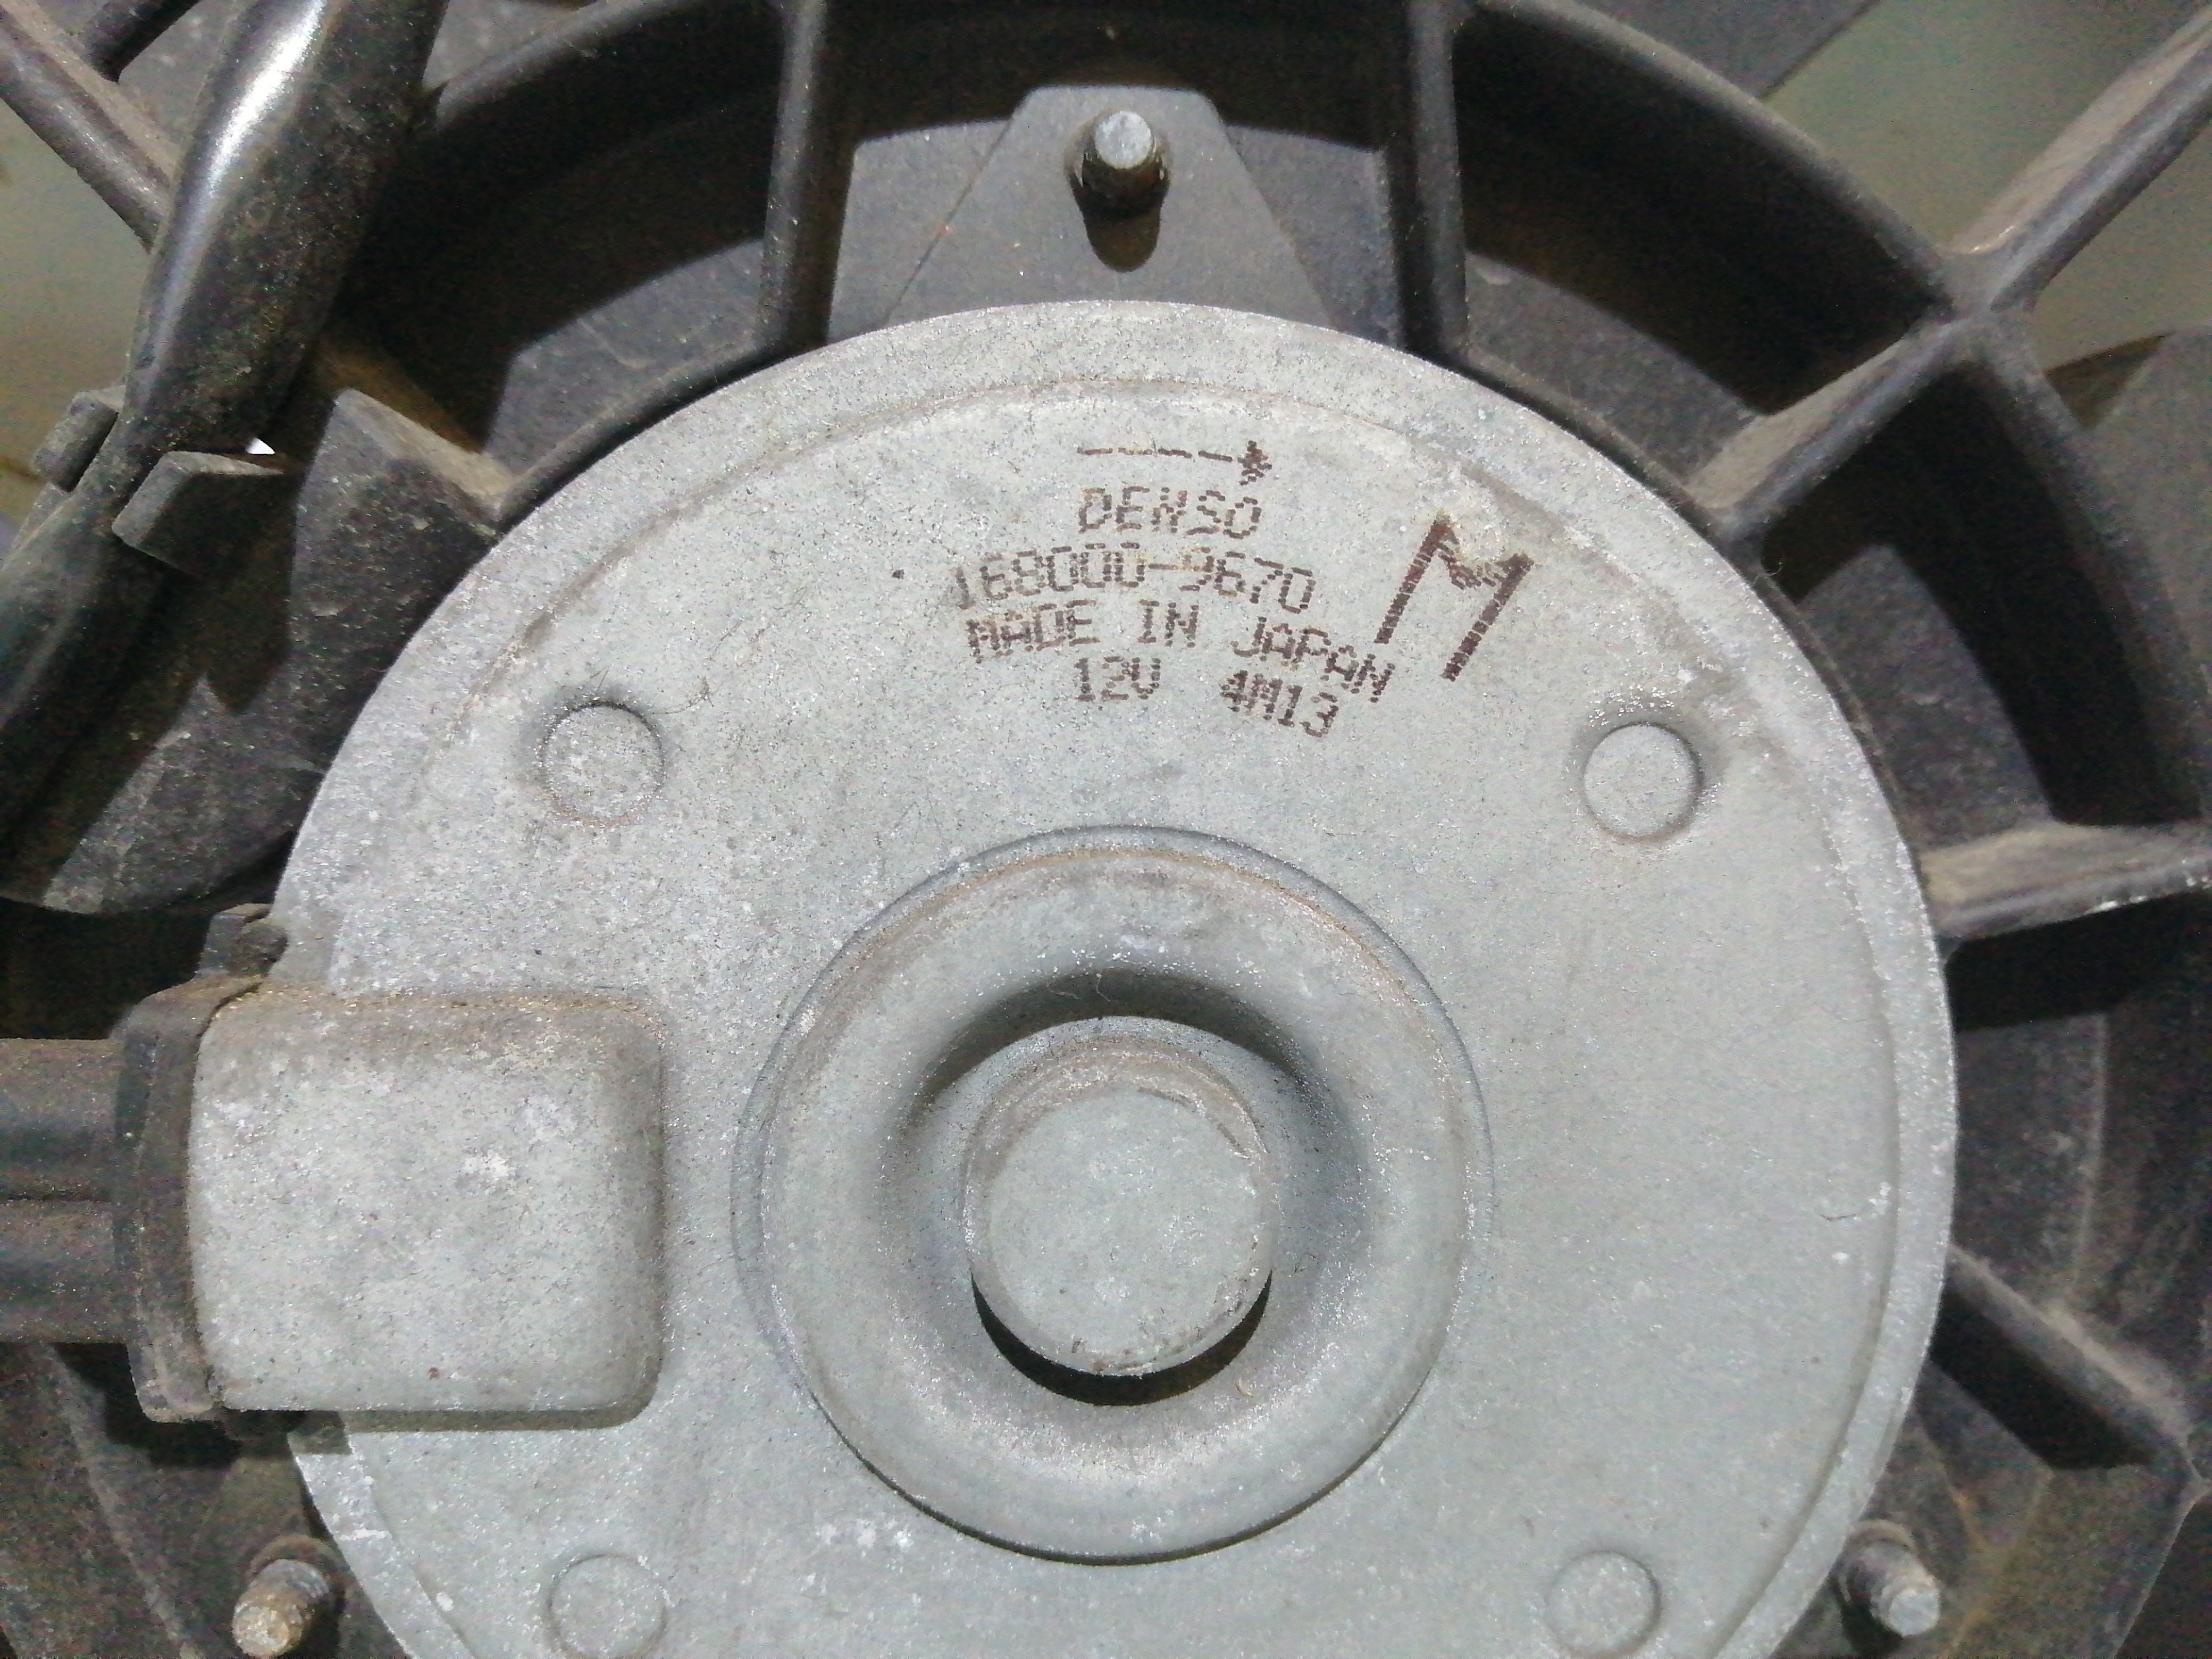 DENSO
168000-9670
MADE IN JAPAN
12V 4M13
M